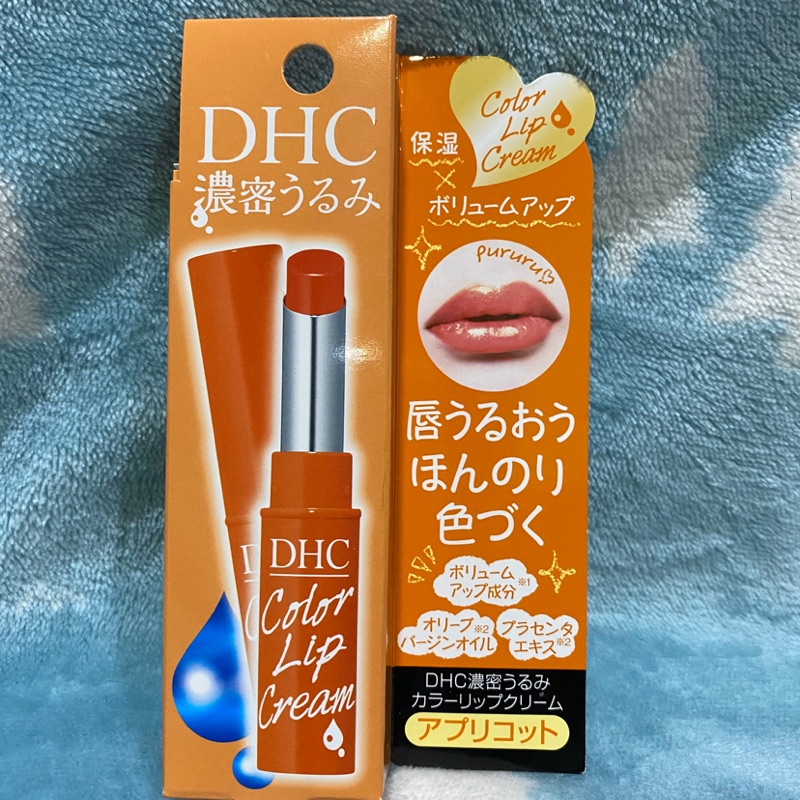 DHC
濃密うるみ
DHC
Color
Lip
Cream
Color
Lip
Cream
保湿
×
ボリュームアップ
pururu
唇うるおう
ほんのり
色づく
ボリューム
アップ成分※1
オリーブ※2
バージンオイル
プラセンタ
エキス※2
DHC濃密うるみ
カラーリップクリーム
アプリコット